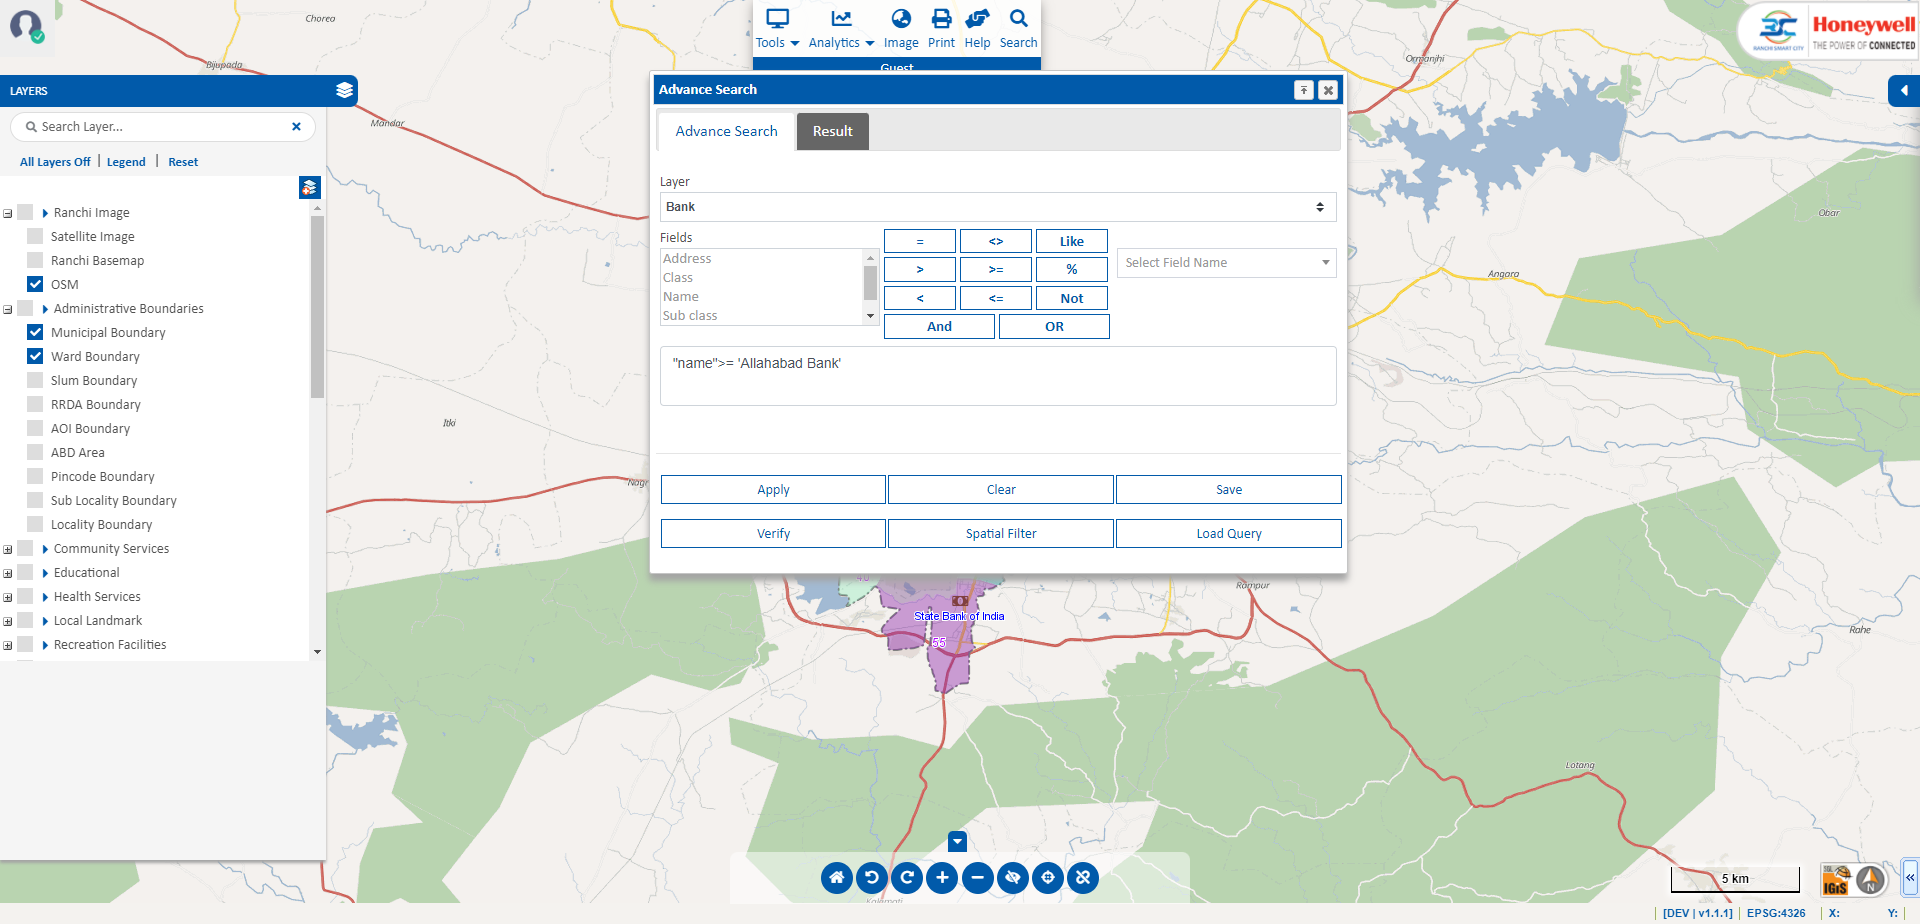 Chorea
Bijupada
Mandar
Itki
Nagr
Ormanjhi
Obar
Angara
Rampur
Rahe
Lotang
Kalamati
Tools
Analytics
Image
Print
Help
Search
Guest
RANCHI SMART CITY
Honeywell
THE POWER OF CONNECTED
LAYERS
Search Layer...
All Layers Off | Legend | Reset
Ranchi Image
Satellite Image
Ranchi Basemap
OSM
Administrative Boundaries
Municipal Boundary
Ward Boundary
Slum Boundary
RRDA Boundary
AOI Boundary
ABD Area
Pincode Boundary
Sub Locality Boundary
Locality Boundary
Community Services
Educational
Health Services
Local Landmark
Recreation Facilities
Advance Search
Advance Search
Result
Layer
Bank
Fields
Address
Class
Name
Sub class
= <> Like
> >= %
< <= Not
And OR
Select Field Name
"name">= 'Allahabad Bank'
Apply Clear Save
Verify Spatial Filter Load Query
State Bank of India
55
5 km
IGiS
N
[DEV | v1.1.1] EPSG:4326 X: Y: